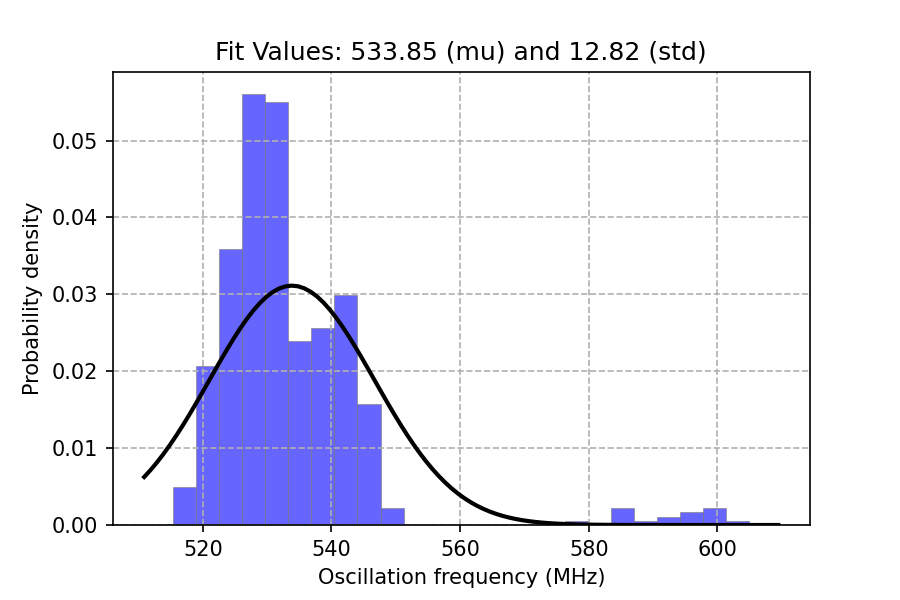 Fit Values: 533.85 (mu) and 12.82 (std)
Probability density
0.05
0.04
0.03
0.02
0.01
0.00
520 540 560 580 600
Oscillation frequency (MHz)